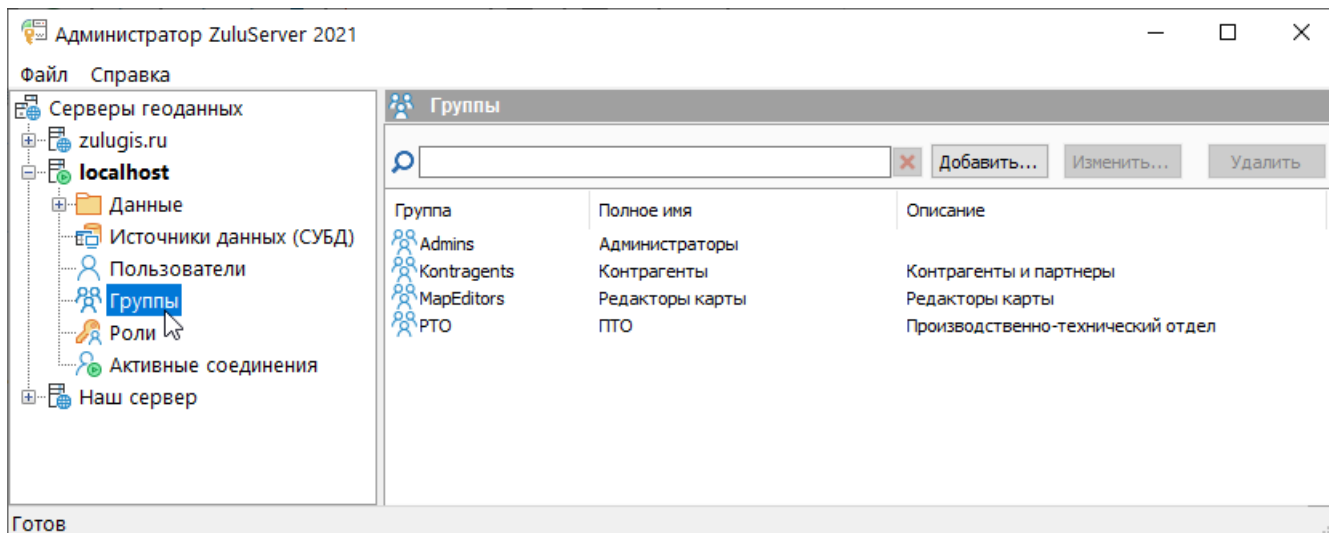 Администратор ZuluServer 2021
Файл Справка
Серверы геоданных
zulugis.ru
localhost
Данные
Источники данных (СУБД)
Пользователи
Группы
Роли
Активные соединения
Наш сервер
Группы
Добавить... Изменить... Удалить
Группа Полное имя Описание
Admins Администраторы
Kontragents Контрагенты Контрагенты и партнеры
MapEditors Редакторы карты Редакторы карты
PTO ПТО Производственно-технический отдел
Готов